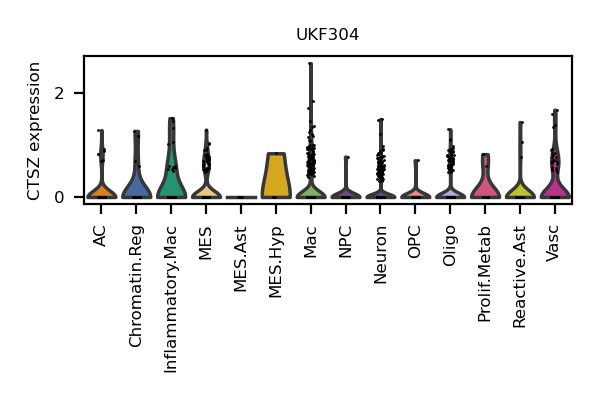 UKF304
CTSZ expression
2
0
AC
Chromatin.Reg
Inflammatory.Mac
MES
MES.Ast
MES.Hyp
Mac
NPC
Neuron
OPC
Oligo
Prolif.Metab
Reactive.Ast
Vasc